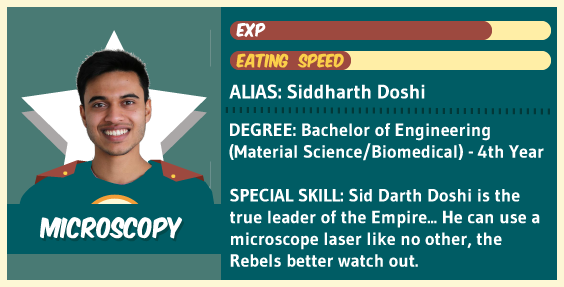 EXP
EATING SPEED
ALIAS: Siddharth Doshi
DEGREE: Bachelor of Engineering
(Material Science/Biomedical) - 4th Year
SPECIAL SKILL: Sid Darth Doshi is the
true leader of the Empire... He can use a
microscope laser like no other, the
Rebels better watch out.
MICROSCOPY